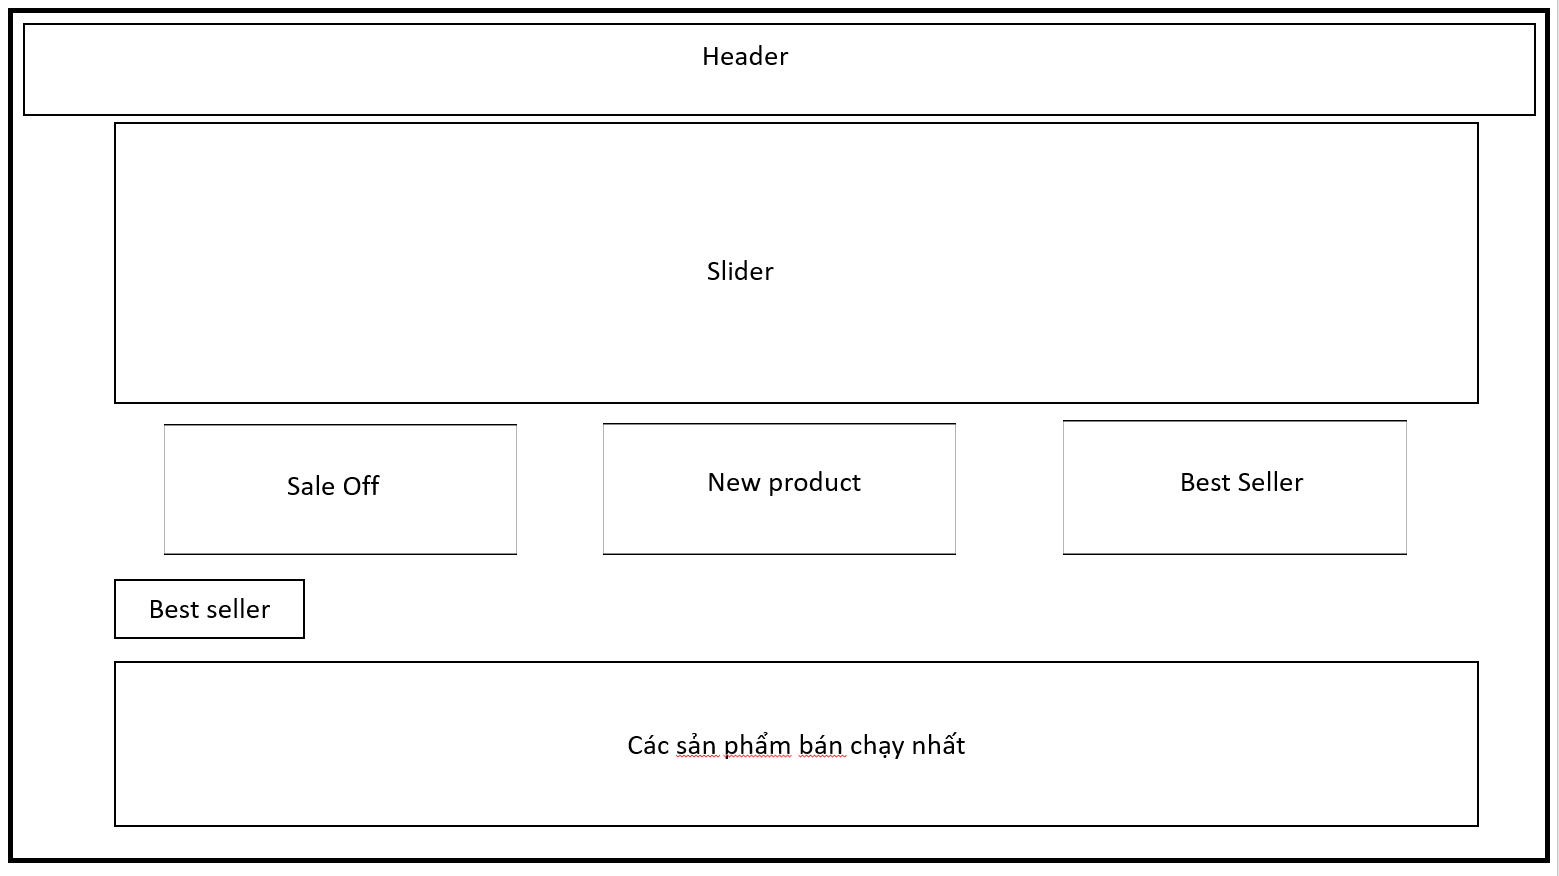 Header
Slider
Sale Off
New product
Best Seller
Best seller
Các sản phẩm bán chạy nhất